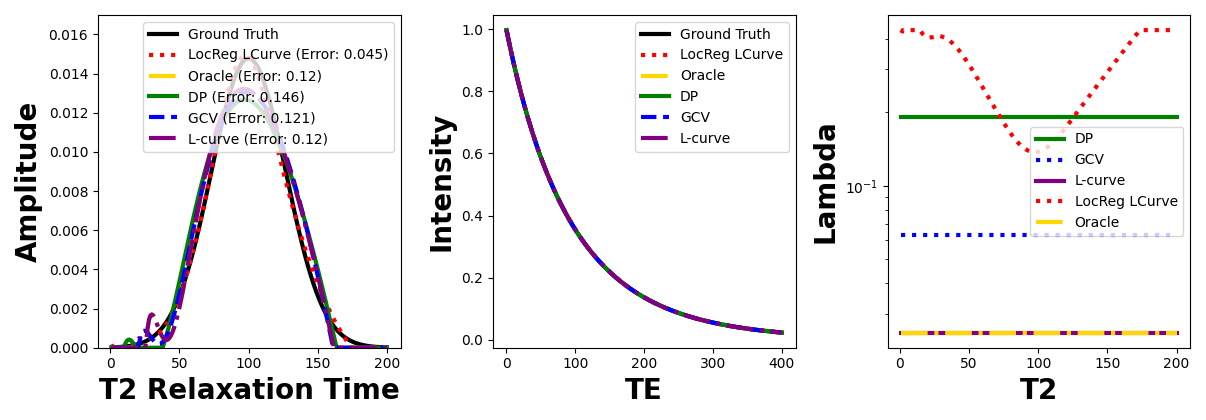 Amplitude
0.016
0.014
0.012
0.010
0.008
0.006
0.004
0.002
0.000
0
50
100
150
200
T2 Relaxation Time
Ground Truth
LocReg LCurve (Error: 0.045)
Oracle (Error: 0.12)
DP (Error: 0.146)
GCV (Error: 0.121)
L-curve (Error: 0.12)
Intensity
1.0
0.8
0.6
0.4
0.2
0.0
0
100
200
300
400
TE
Ground Truth
LocReg LCurve
Oracle
DP
GCV
L-curve
Lambda
10⁻¹
0
50
100
150
200
T2
DP
GCV
L-curve
LocReg LCurve
Oracle